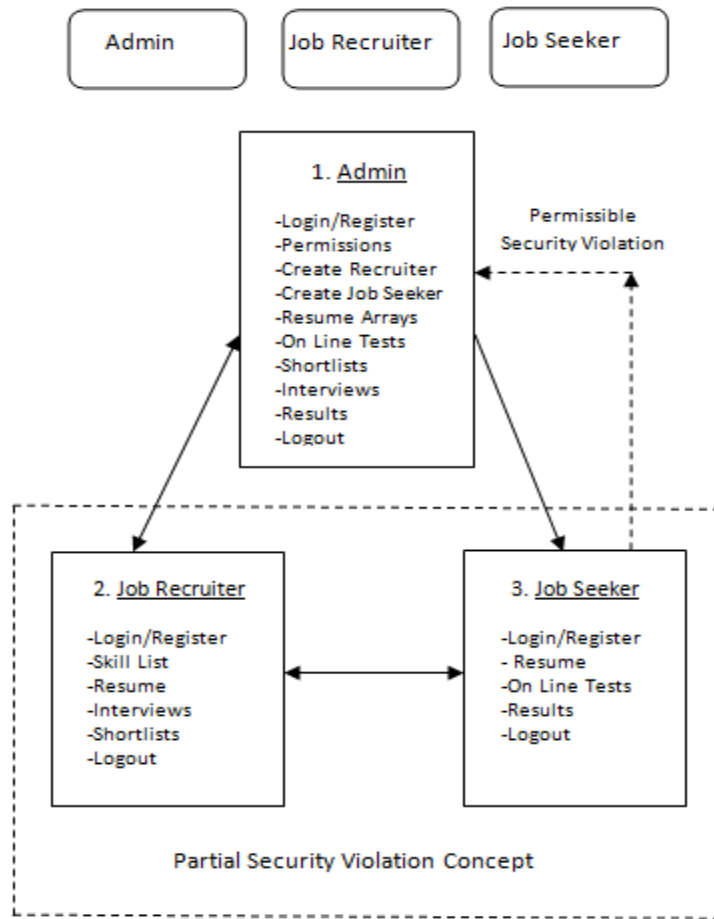 Admin
Job Recruiter
Job Seeker
1. Admin
-Login/Register
-Permissions
-Create Recruiter
-Create Job Seeker
-Resume Arrays
-On Line Tests
-Shortlists
-Interviews
-Results
-Logout
Permissible
Security Violation
2. Job Recruiter
-Login/Register
-Skill List
-Resume
-Interviews
-Shortlists
-Logout
3. Job Seeker
-Login/Register
- Resume
-On Line Tests
-Results
-Logout
Partial Security Violation Concept